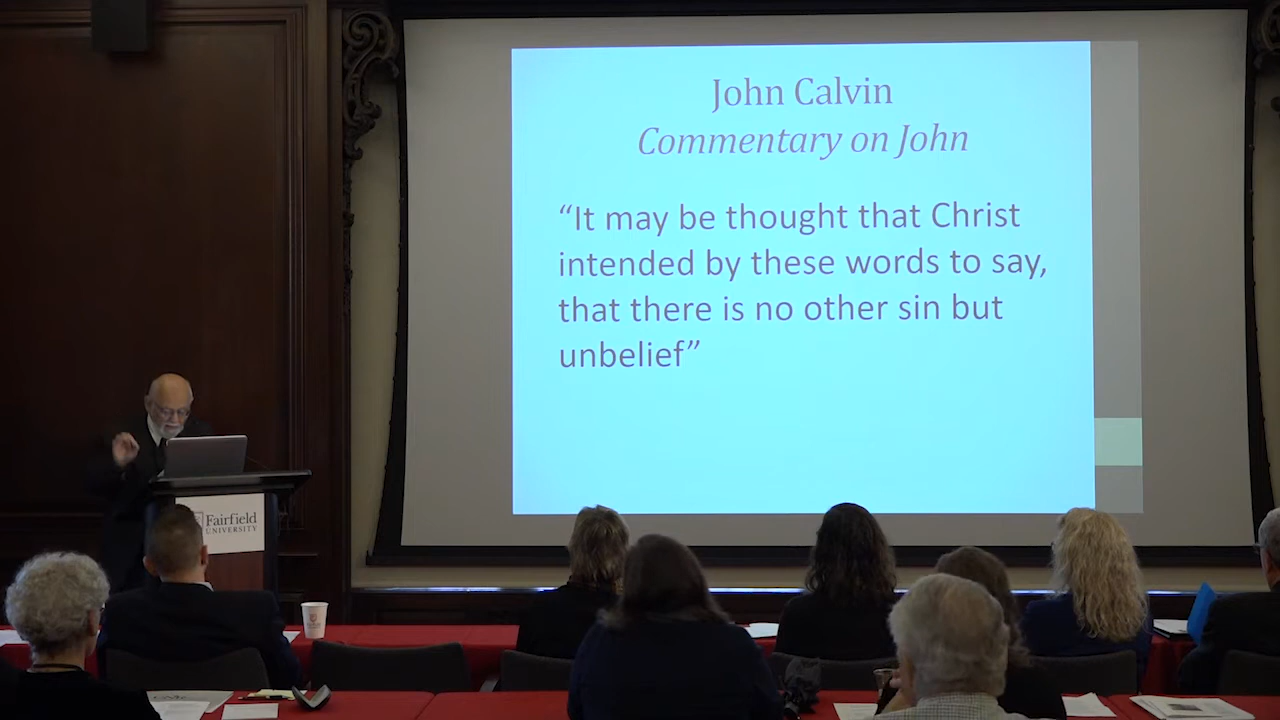 John Calvin
Commentary on John
“It may be thought that Christ
intended by these words to say,
that there is no other sin but
unbelief”
Fairfield
UNIVERSITY